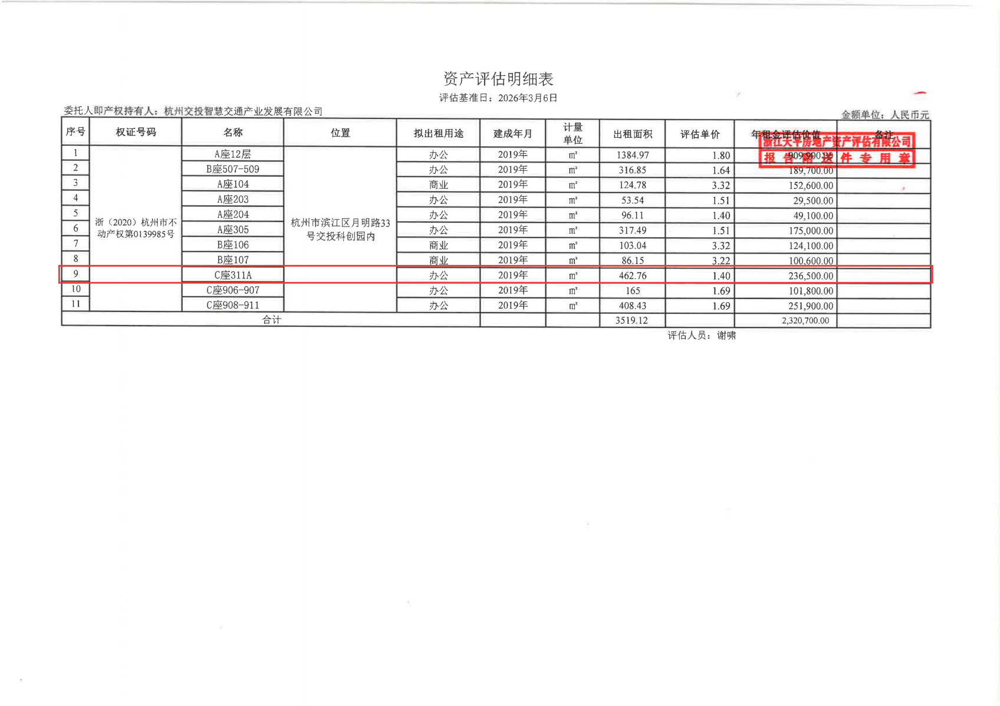 资产评估明细表
评估基准日：2026年3月6日
委托人即产权持有人：杭州交投智慧交通产业发展有限公司
金额单位：人民币元
序号 权证号码 名称 位置 拟出租用途 建成年月 计量单位 出租面积 评估单价 年租金评估价值 备注
浙江天平房地产资产评估有限公司
报告 送件专用章
1 A座12层 办公 2019年 ㎡ 1384.97 1.80 909,900.00
2 B座507-509 办公 2019年 ㎡ 316.85 1.64 189,700.00
3 A座104 商业 2019年 ㎡ 124.78 3.32 152,600.00
4 A座203 办公 2019年 ㎡ 53.54 1.51 29,500.00
5 A座204 办公 2019年 ㎡ 96.11 1.40 49,100.00
浙（2020）杭州市不
动产权第0139985号
杭州市滨江区月明路33
号交投科创园内
6 A座305 办公 2019年 ㎡ 317.49 1.51 175,000.00
7 B座106 商业 2019年 ㎡ 103.04 3.32 124,100.00
8 B座107 商业 2019年 ㎡ 86.15 3.22 100,600.00
9 C座311A 办公 2019年 ㎡ 462.76 1.40 236,500.00
10 C座906-907 办公 2019年 ㎡ 165 1.69 101,800.00
11 C座908-911 办公 2019年 ㎡ 408.43 1.69 251,900.00
合计 3519.12 2,320,700.00
评估人员：谢啸